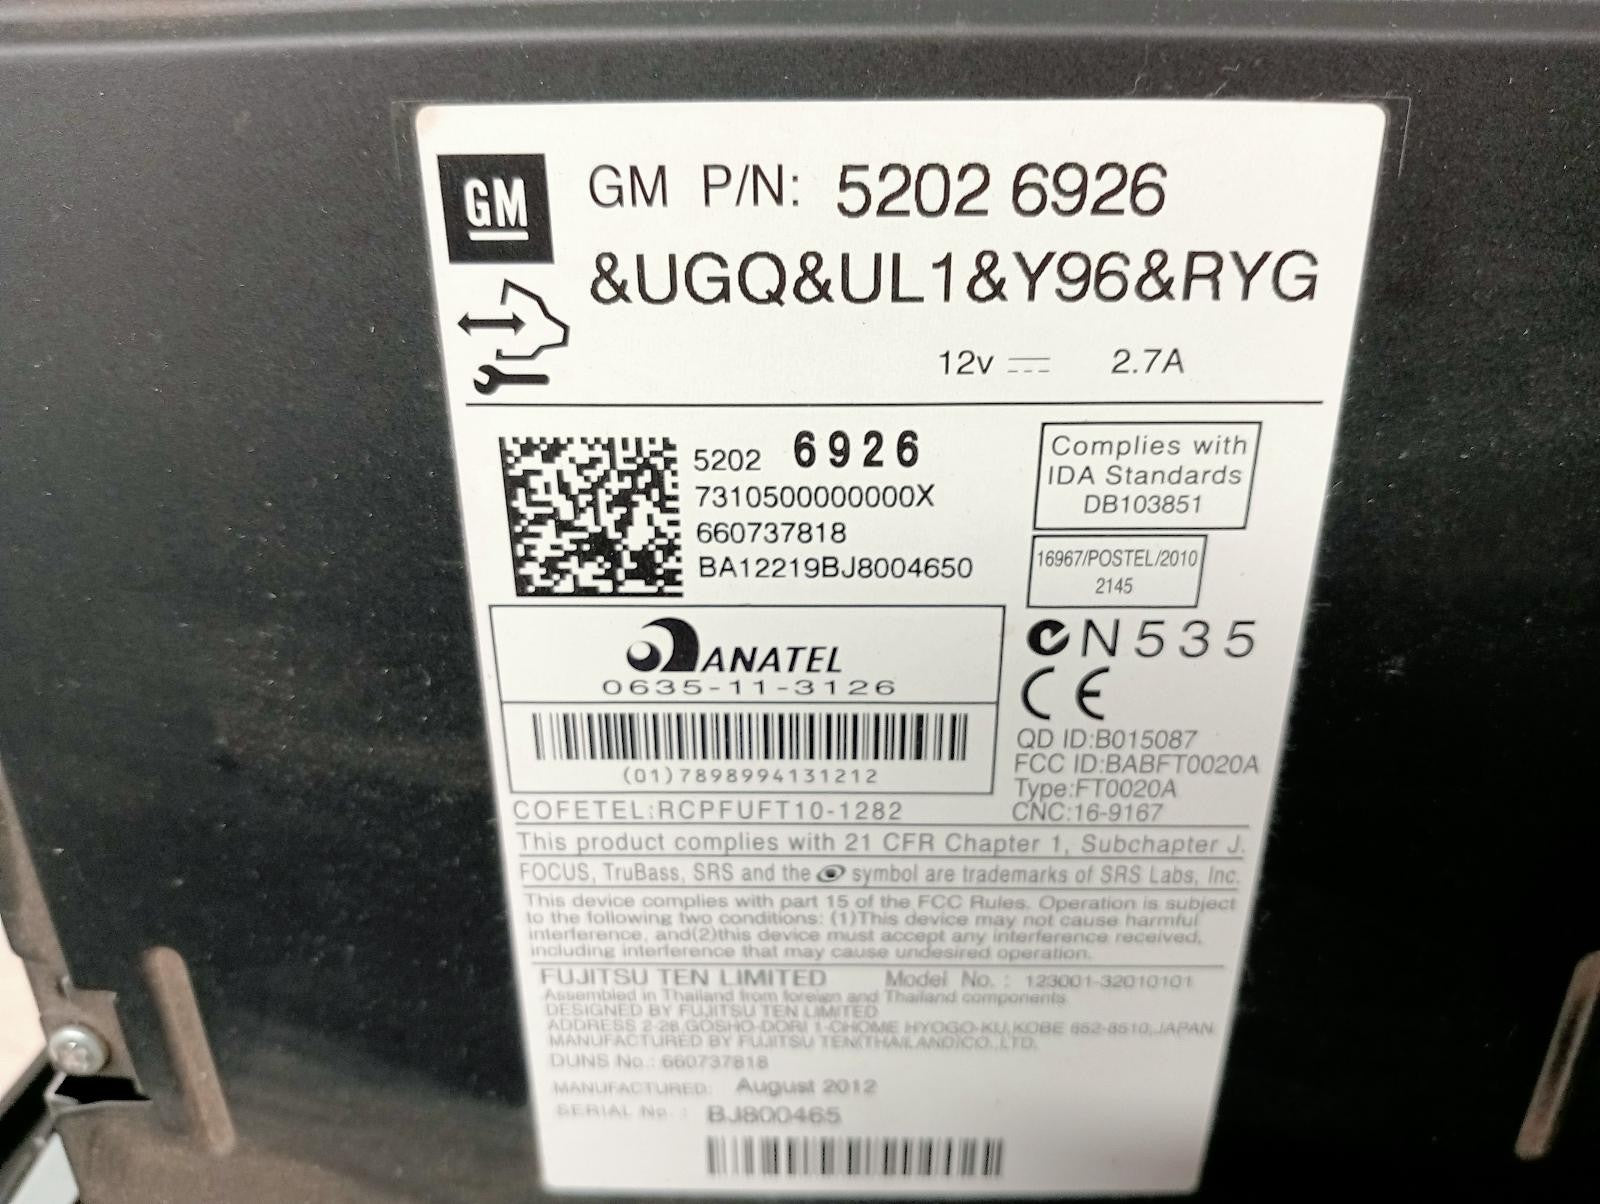 GM
GM P/N: 5202 6926
&UGQ&UL1&Y96&RYG
12v 2.7A
5202 6926
7310500000000X
660737818
BA12219BJ8004650
Complies with
IDA Standards
DB103851
16967/POSTEL/2010
2145
N535
CE
ANATEL
0635-11-3126
(01)7898994131212
QD ID:B015087
FCC ID:BABFT0020A
Type:FT0020A
CNC:16-9167
COFETEL:RCPFUFT10-1282
This product complies with 21 CFR Chapter 1, Subchapter J.
FOCUS, TruBass, SRS and the symbol are trademarks of SRS Labs, Inc.
This device complies with part 15 of the FCC Rules. Operation is subject
to the following two conditions: (1)This device may not cause harmful
interference, and(2)this device must accept any interference received,
including interference that may cause undesired operation.
FUJITSU TEN LIMITED Model No. : 123001-32010101
Assembled in Thailand from foreign and Thailand components
DESIGNED BY FUJITSU TEN LIMITED
ADDRESS 2-28,GOSHO-DORI 1-CHOME HYOGO-KU,KOBE 652-8510,JAPAN
MANUFACTURED BY FUJITSU TEN(THAILAND)CO.,LTD.
DUNS No.: 660737818
MANUFACTURED: August 2012
SERIAL No. : BJ800465